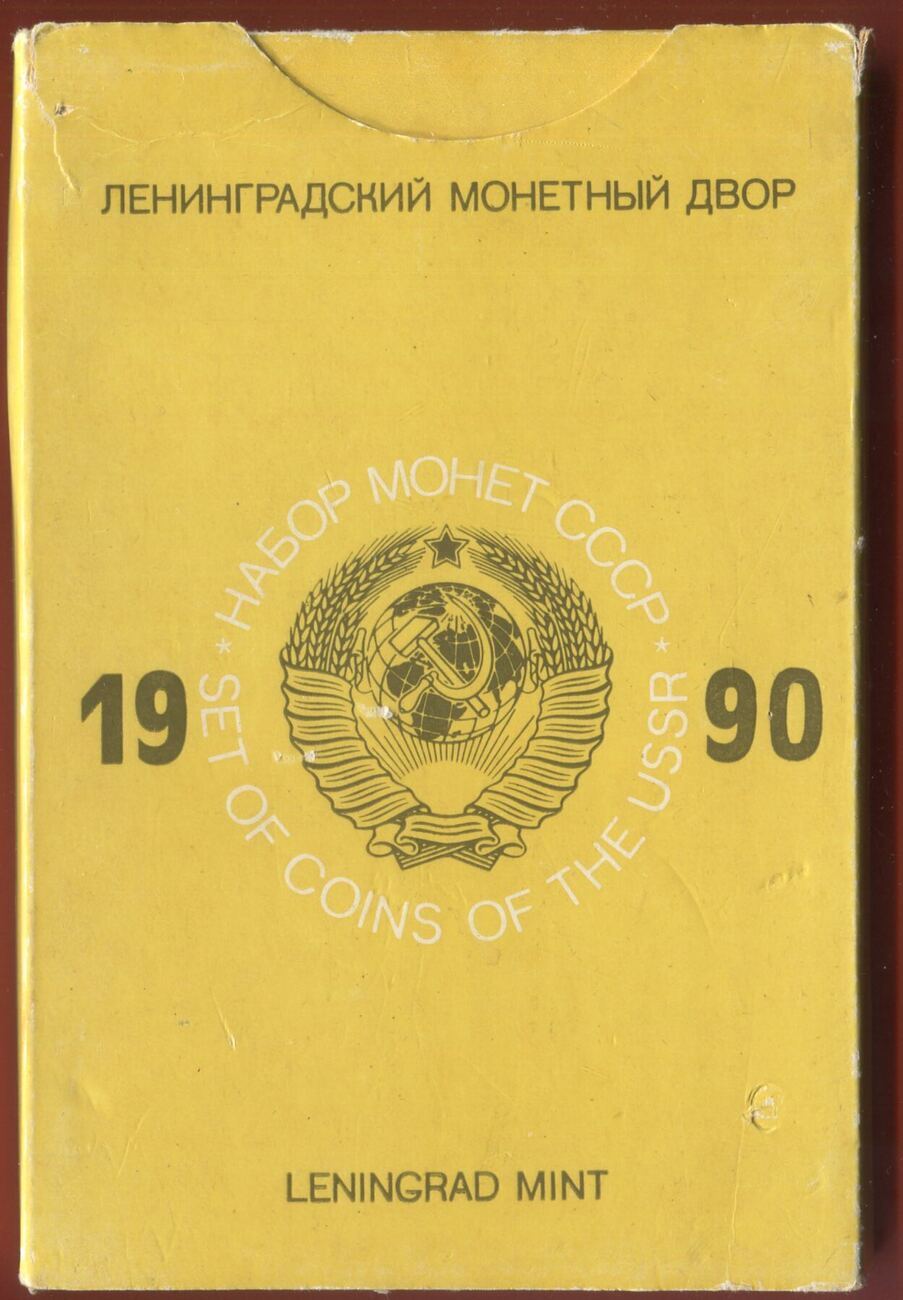 ЛЕНИНГРАДСКИЙ МОНЕТНЫЙ ДВОР
* НАБОР МОНЕТ СССР *
19 90
SET OF COINS OF THE USSR
LENINGRAD MINT